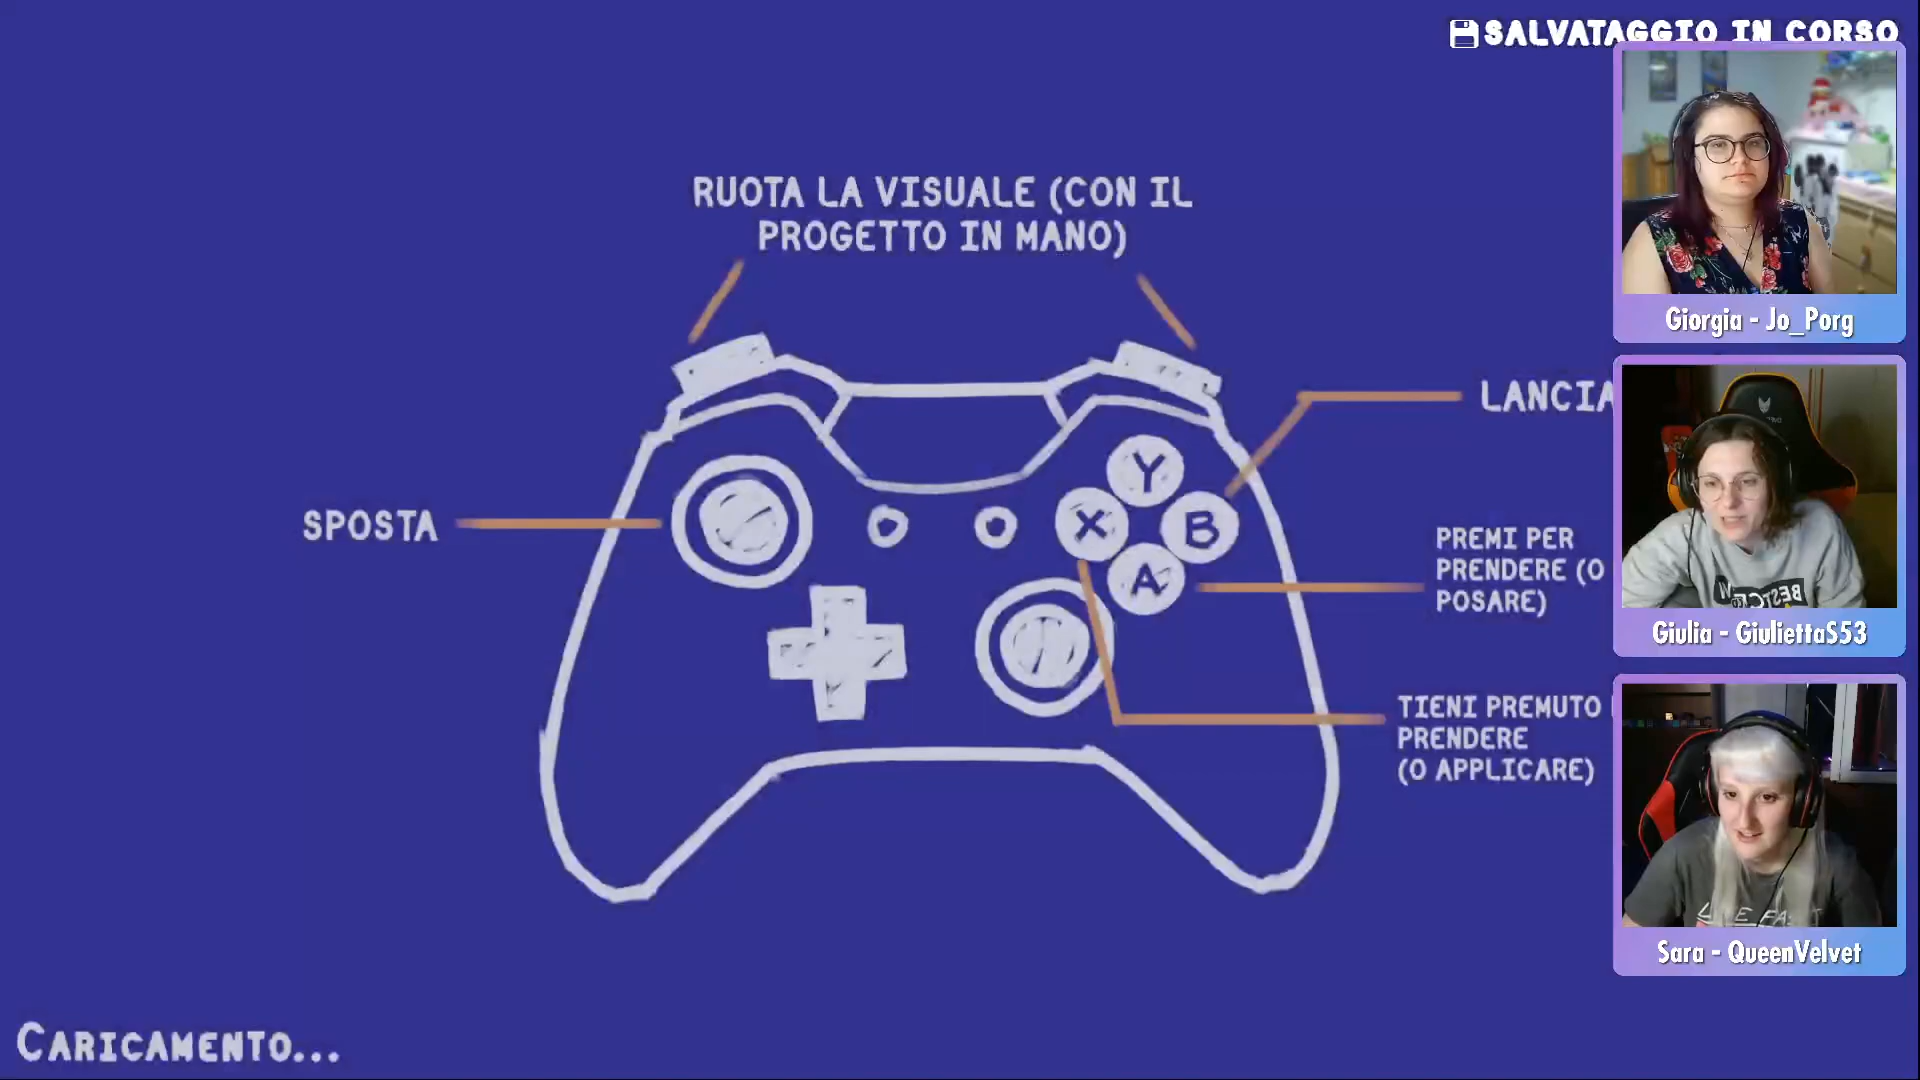 SALVATAGGIO IN CORSO
RUOTA LA VISUALE (CON IL
PROGETTO IN MANO)
LANCIA
SPOSTA
Y
X
B
A
PREMI PER
PRENDERE (O
POSARE)
TIENI PREMUTO
PRENDERE
(O APPLICARE)
CARICAMENTO...
Giorgia - Jo_Porg
Giulia - GiuliettaS53
Sara - QueenVelvet